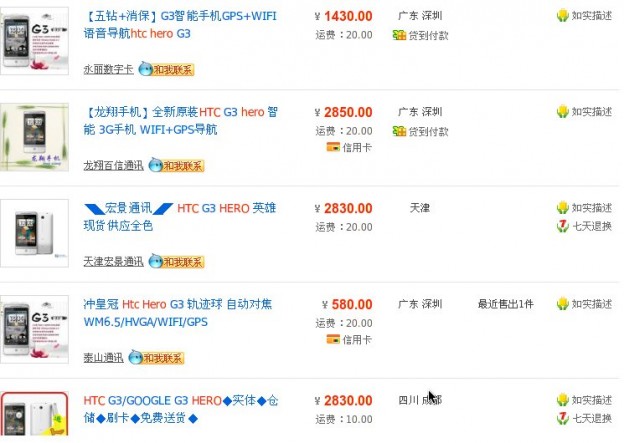 【五钻+消保】G3智能手机GPS+WIFI
语音导航htc hero G3
￥1430.00
运费：20.00
广东 深圳
货到付款
如实描述
永丽数字卡
和我联系
【龙翔手机】全新原装HTC G3 hero 智
能 3G手机 WIFI+GPS导航
￥2850.00
运费：20.00
信用卡
广东 深圳
货到付款
如实描述
龙翔百信通讯
和我联系
宏景通讯 HTC G3 HERO 英雄
现货供应全色
￥2830.00
运费：20.00
天津
如实描述
七天退换
天津宏景通讯
和我联系
冲皇冠 Htc Hero G3 轨迹球 自动对焦
WM6.5/HVGA/WIFI/GPS
￥580.00
运费：20.00
信用卡
广东 深圳
最近售出1件
如实描述
泰山通讯
和我联系
HTC G3/GOOGLE G3 HERO◆实体◆仓
储◆刷卡◆免费送货◆
￥2830.00
运费：10.00
四川 成都
如实描述
七天退换
G3
龙翔手机
G3